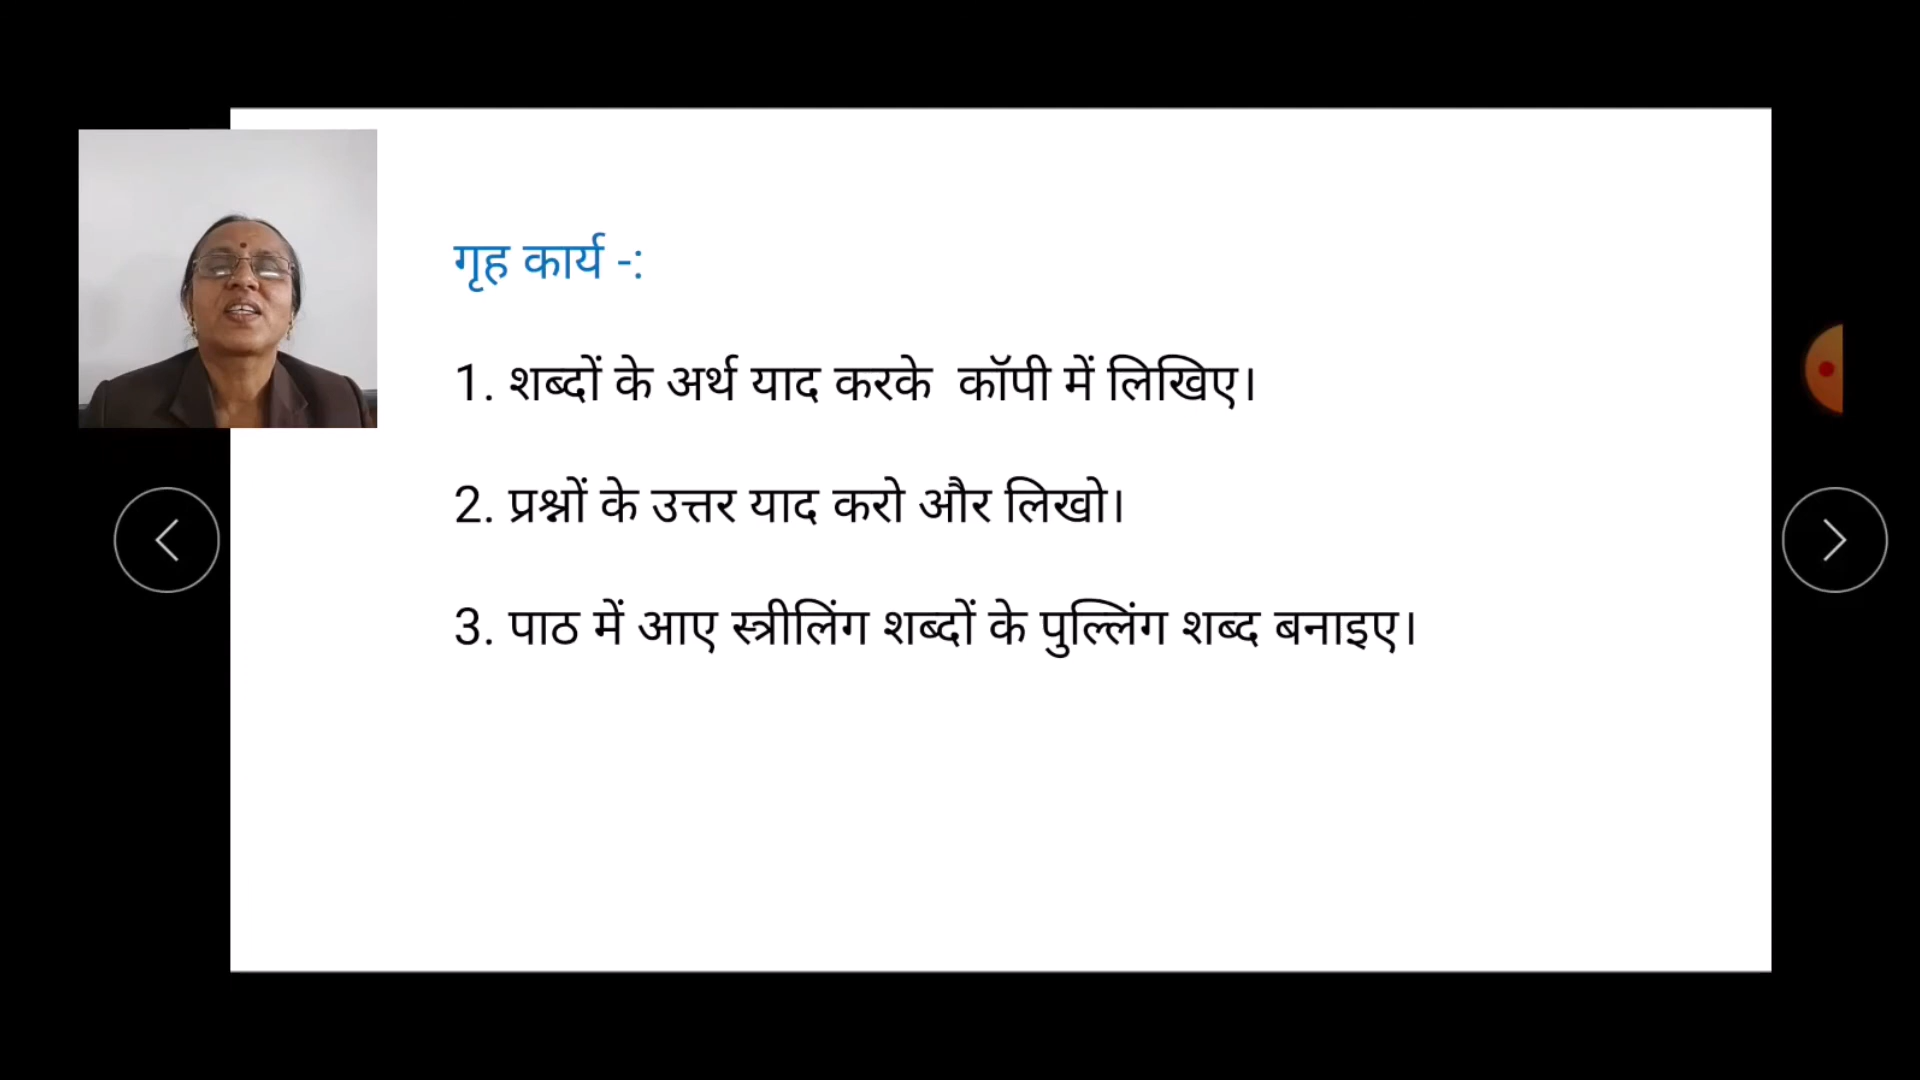 गृह कार्य -:
1. शब्दों के अर्थ याद करके  कॉपी में लिखिए।
2. प्रश्नों के उत्तर याद करो और लिखो।
3. पाठ में आए स्त्रीलिंग शब्दों के पुल्लिंग शब्द बनाइए।